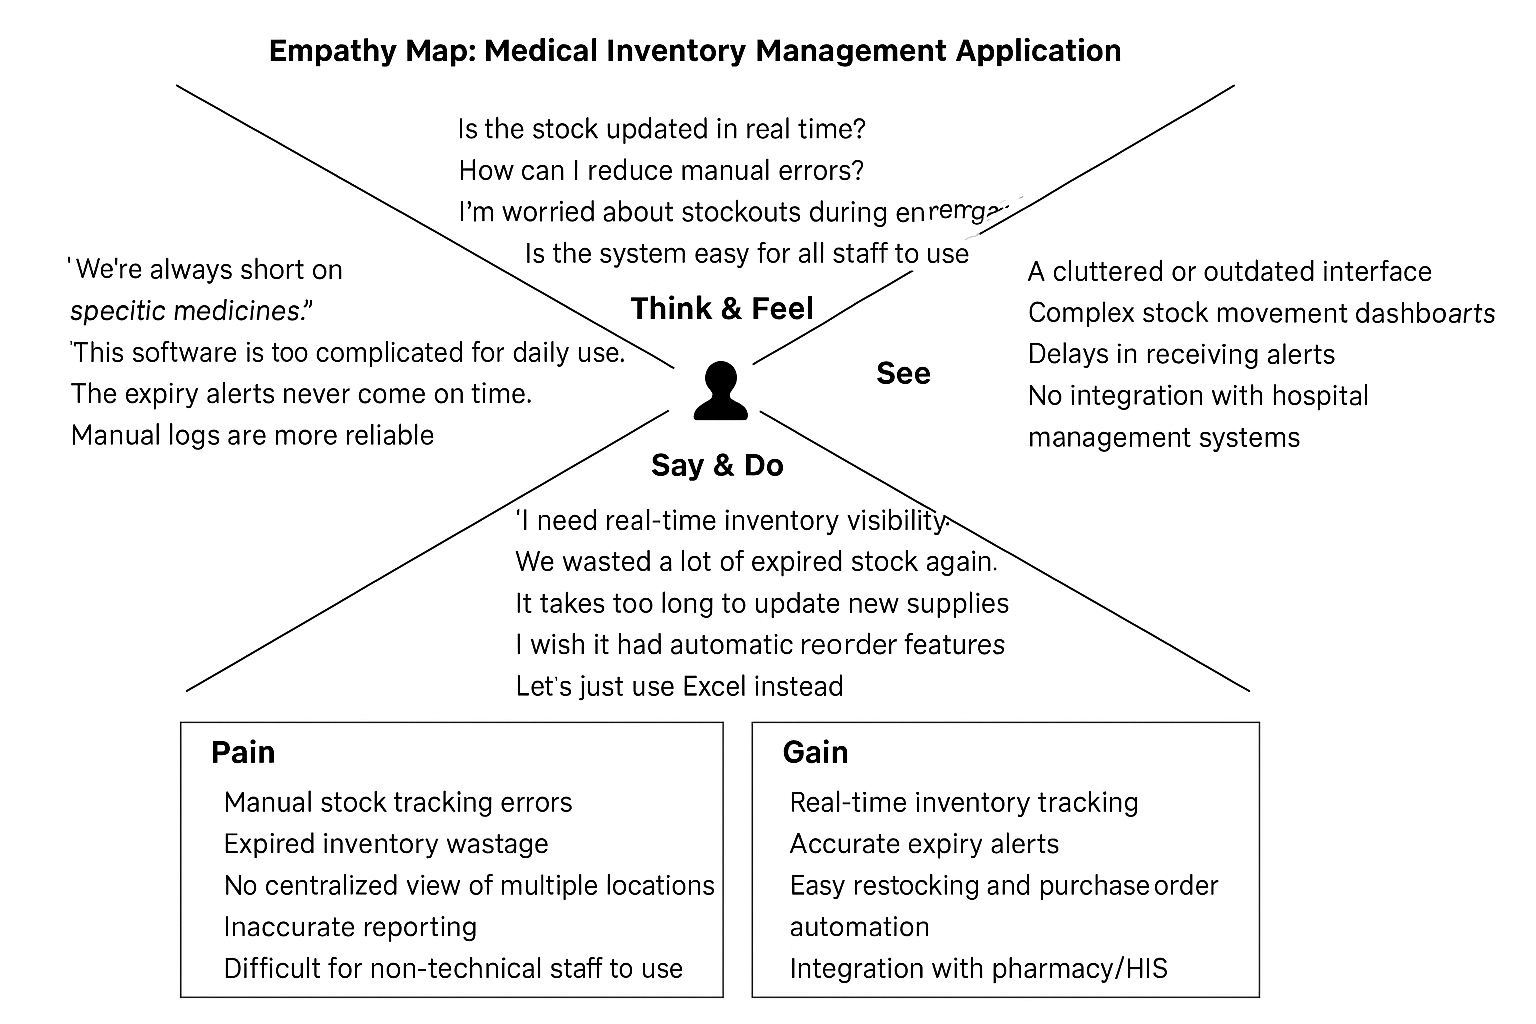 Empathy Map: Medical Inventory Management Application
Is the stock updated in real time?
How can I reduce manual errors?
I'm worried about stockouts during
Is the system easy for all staff to use
Think & Feel
'We're always short on
specitic medicines.”
'This software is too complicated for daily use.
The expiry alerts never come on time.
Manual logs are more reliable
See
A cluttered or outdated interface
Complex stock movement dashboarts
Delays in receiving alerts
No integration with hospital
management systems
Say & Do
'I need real-time inventory visibility.
We wasted a lot of expired stock again.
It takes too long to update new supplies
I wish it had automatic reorder features
Let's just use Excel instead
Pain
Manual stock tracking errors
Expired inventory wastage
No centralized view of multiple locations
Inaccurate reporting
Difficult for non-technical staff to use
Gain
Real-time inventory tracking
Accurate expiry alerts
Easy restocking and purchase order
automation
Integration with pharmacy/HIS